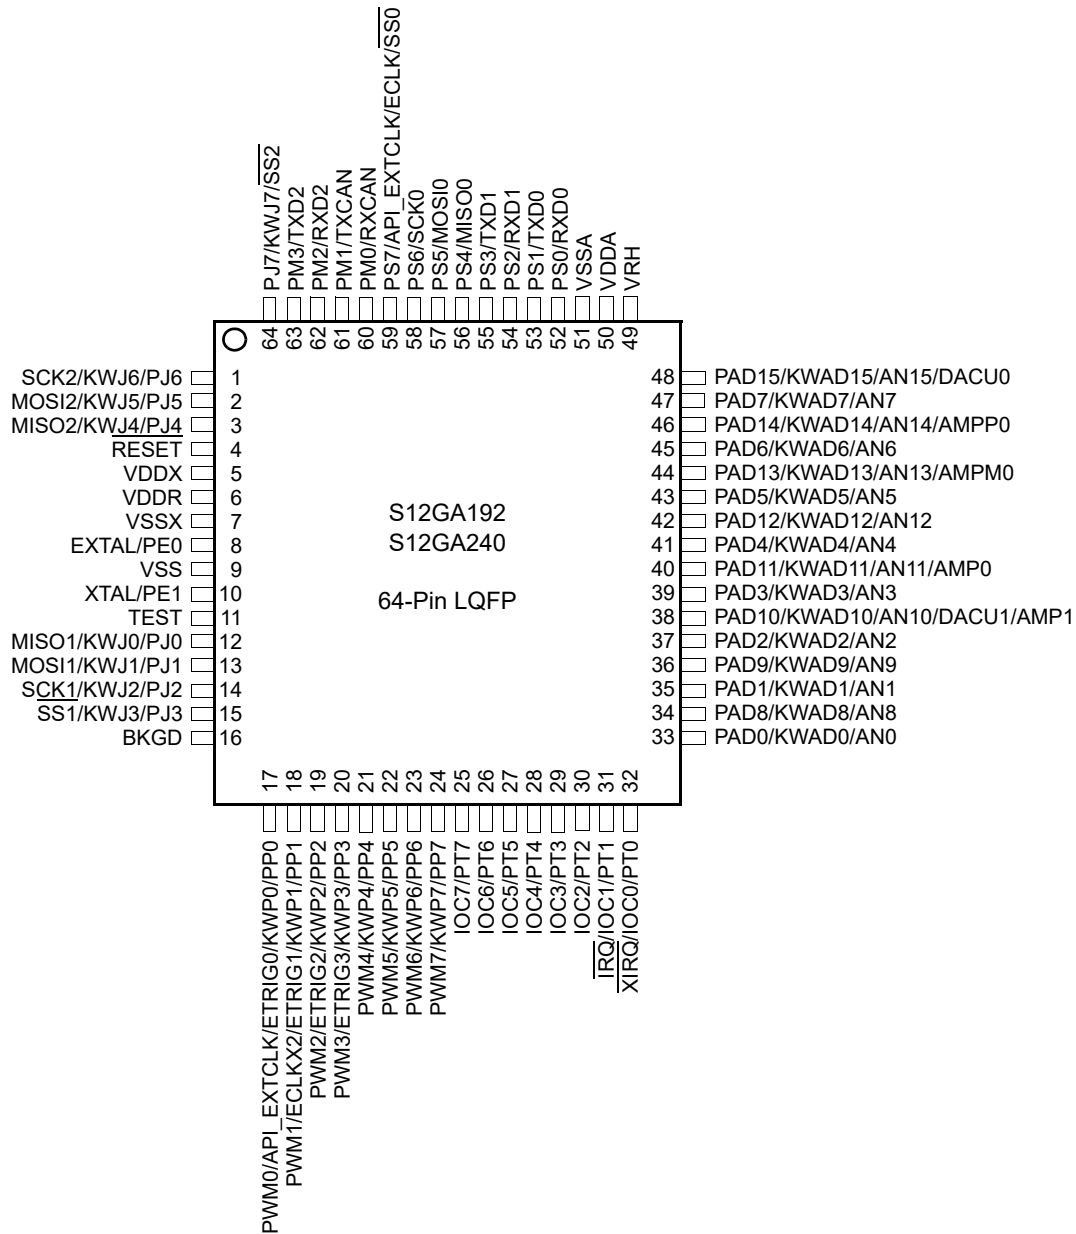 PJ7/KWJ7/SS2
PM3/TXD2
PM2/RXD2
PM1/TXCAN
PM0/RXCAN
PS7/API_EXTCLK/ECLK/SS0
PS6/SCK0
PS5/MOSI0
PS4/MISO0
PS3/TXD1
PS2/RXD1
PS1/TXD0
PS0/RXD0
VSSA
VDDA
VRH
64 63 62 61 60 59 58 57 56 55 54 53 52 51 50 49
SCK2/KWJ6/PJ6 1
MOSI2/KWJ5/PJ5 2
MISO2/KWJ4/PJ4 3
RESET 4
VDDX 5
VDDR 6
VSSX 7
EXTAL/PE0 8
VSS 9
XTAL/PE1 10
TEST 11
MISO1/KWJ0/PJ0 12
MOSI1/KWJ1/PJ1 13
SCK1/KWJ2/PJ2 14
SS1/KWJ3/PJ3 15
BKGD 16
S12GA192
S12GA240
64-Pin LQFP
48 PAD15/KWAD15/AN15/DACU0
47 PAD7/KWAD7/AN7
46 PAD14/KWAD14/AN14/AMPP0
45 PAD6/KWAD6/AN6
44 PAD13/KWAD13/AN13/AMPM0
43 PAD5/KWAD5/AN5
42 PAD12/KWAD12/AN12
41 PAD4/KWAD4/AN4
40 PAD11/KWAD11/AN11/AMP0
39 PAD3/KWAD3/AN3
38 PAD10/KWAD10/AN10/DACU1/AMP1
37 PAD2/KWAD2/AN2
36 PAD9/KWAD9/AN9
35 PAD1/KWAD1/AN1
34 PAD8/KWAD8/AN8
33 PAD0/KWAD0/AN0
17 18 19 20 21 22 23 24 25 26 27 28 29 30 31 32
PWM0/API_EXTCLK/ETRIG0/KWP0/PP0
PWM1/ECLKX2/ETRIG1/KWP1/PP1
PWM2/ETRIG2/KWP2/PP2
PWM3/ETRIG3/KWP3/PP3
PWM4/KWP4/PP4
PWM5/KWP5/PP5
PWM6/KWP6/PP6
PWM7/KWP7/PP7
IOC7/PT7
IOC6/PT6
IOC5/PT5
IOC4/PT4
IOC3/PT3
IOC2/PT2
IRQ/IOC1/PT1
XIRQ/IOC0/PT0